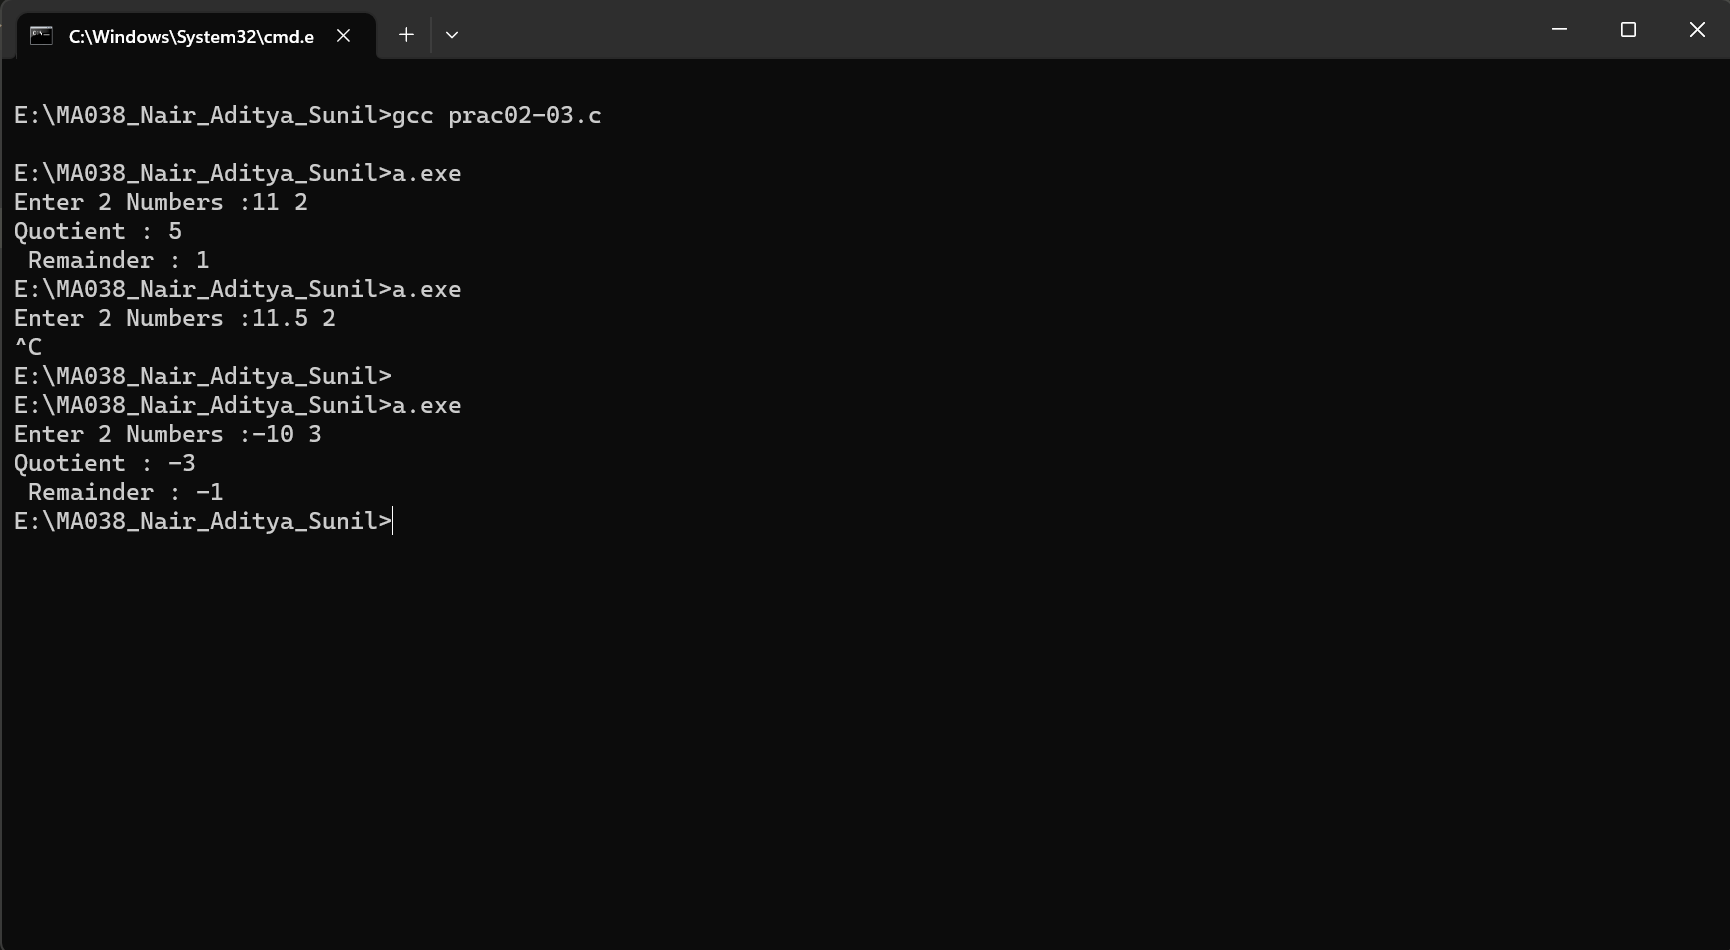 C:\Windows\System32\cmd.e
E:\MA038_Nair_Aditya_Sunil>gcc prac02-03.c
E:\MA038_Nair_Aditya_Sunil>a.exe
Enter 2 Numbers :11 2
Quotient : 5
 Remainder : 1
E:\MA038_Nair_Aditya_Sunil>a.exe
Enter 2 Numbers :11.5 2
^C
E:\MA038_Nair_Aditya_Sunil>
E:\MA038_Nair_Aditya_Sunil>a.exe
Enter 2 Numbers :-10 3
Quotient : -3
 Remainder : -1
E:\MA038_Nair_Aditya_Sunil>